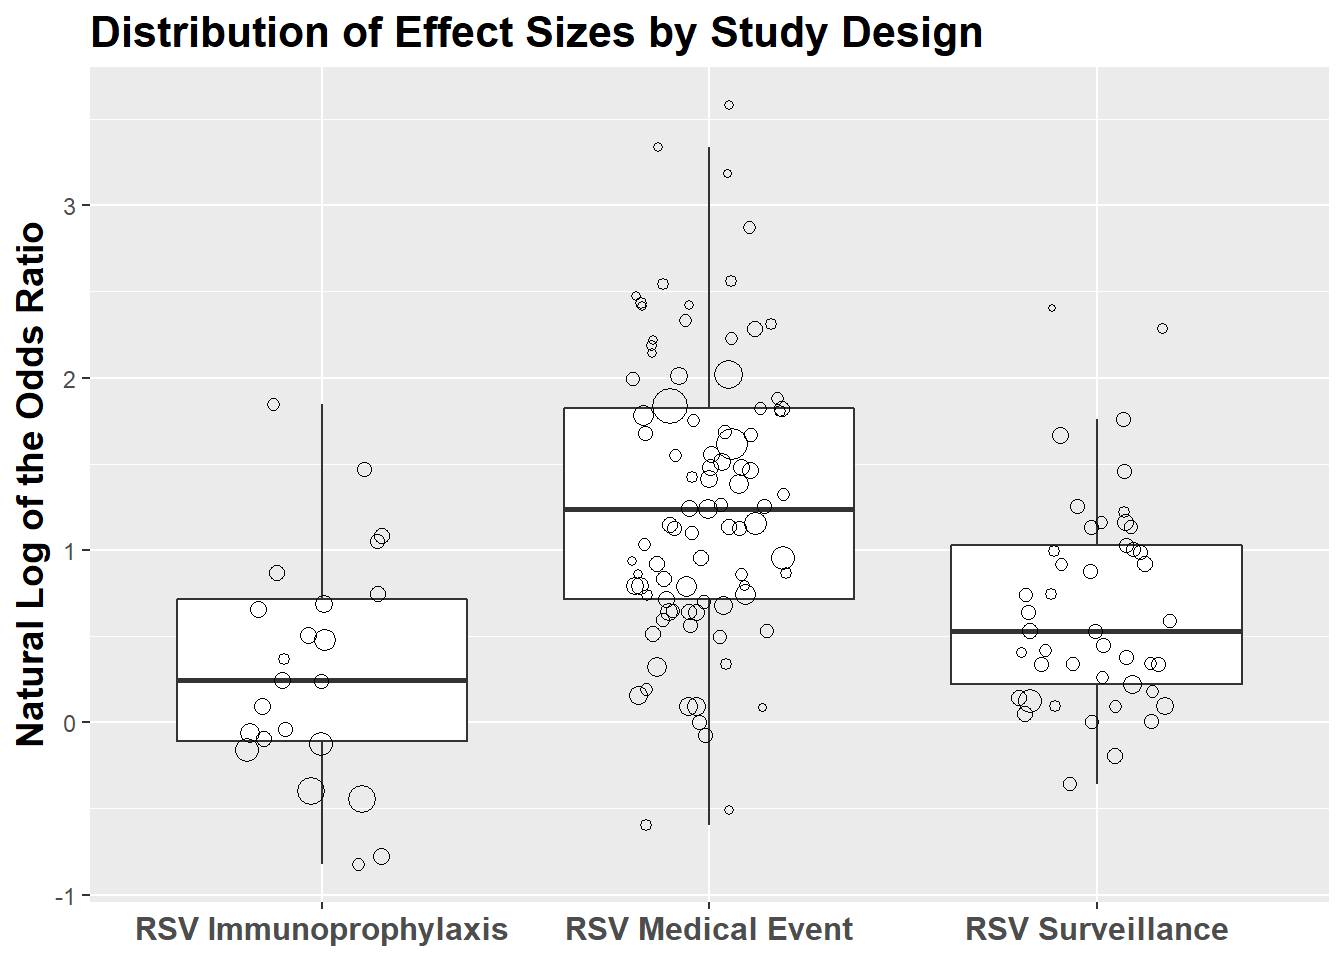 Distribution of Effect Sizes by Study Design
Natural Log of the Odds Ratio
3
2
1
0
-1
RSV Immunoprophylaxis
RSV Medical Event
RSV Surveillance